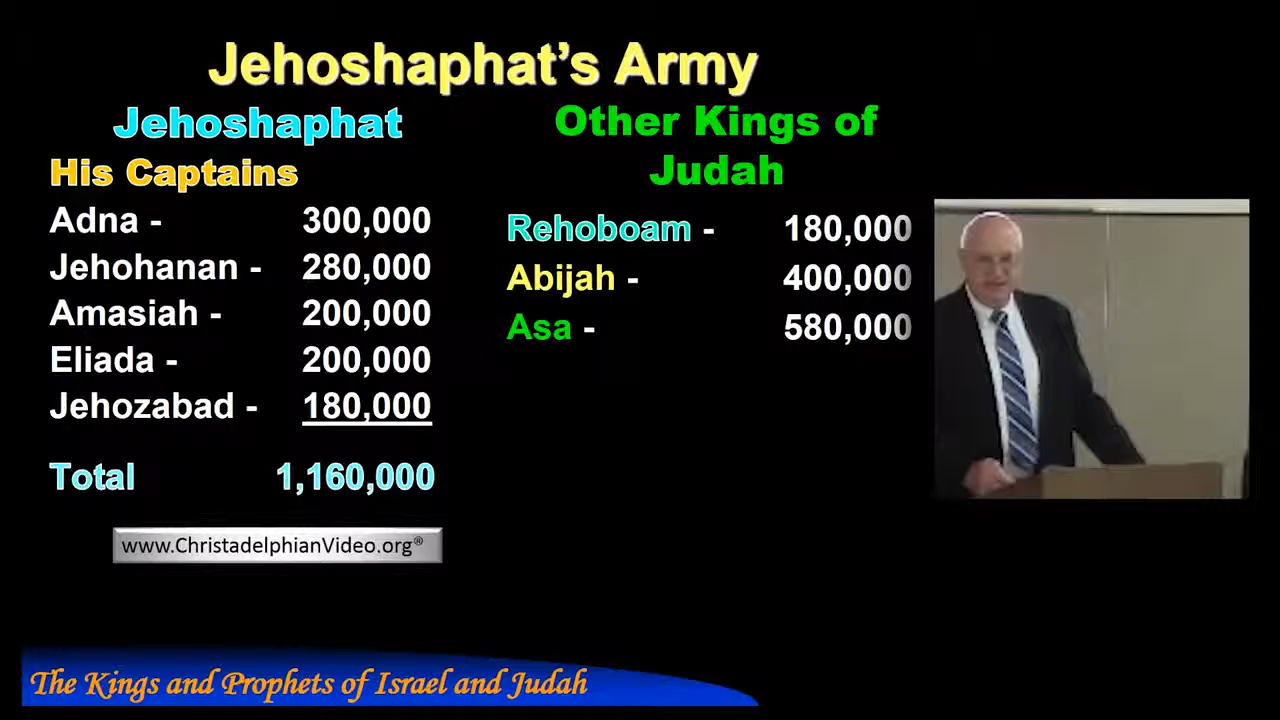 Jehoshaphat's Army
Jehoshaphat
His Captains
Adna - 300,000
Jehohanan - 280,000
Amasiah - 200,000
Eliada - 200,000
Jehozabad - 180,000
Total 1,160,000
Other Kings of
Judah
Rehoboam - 180,000
Abijah - 400,000
Asa - 580,000
www.ChristadelphianVideo.org®
The Kings and Prophets of Israel and Judah